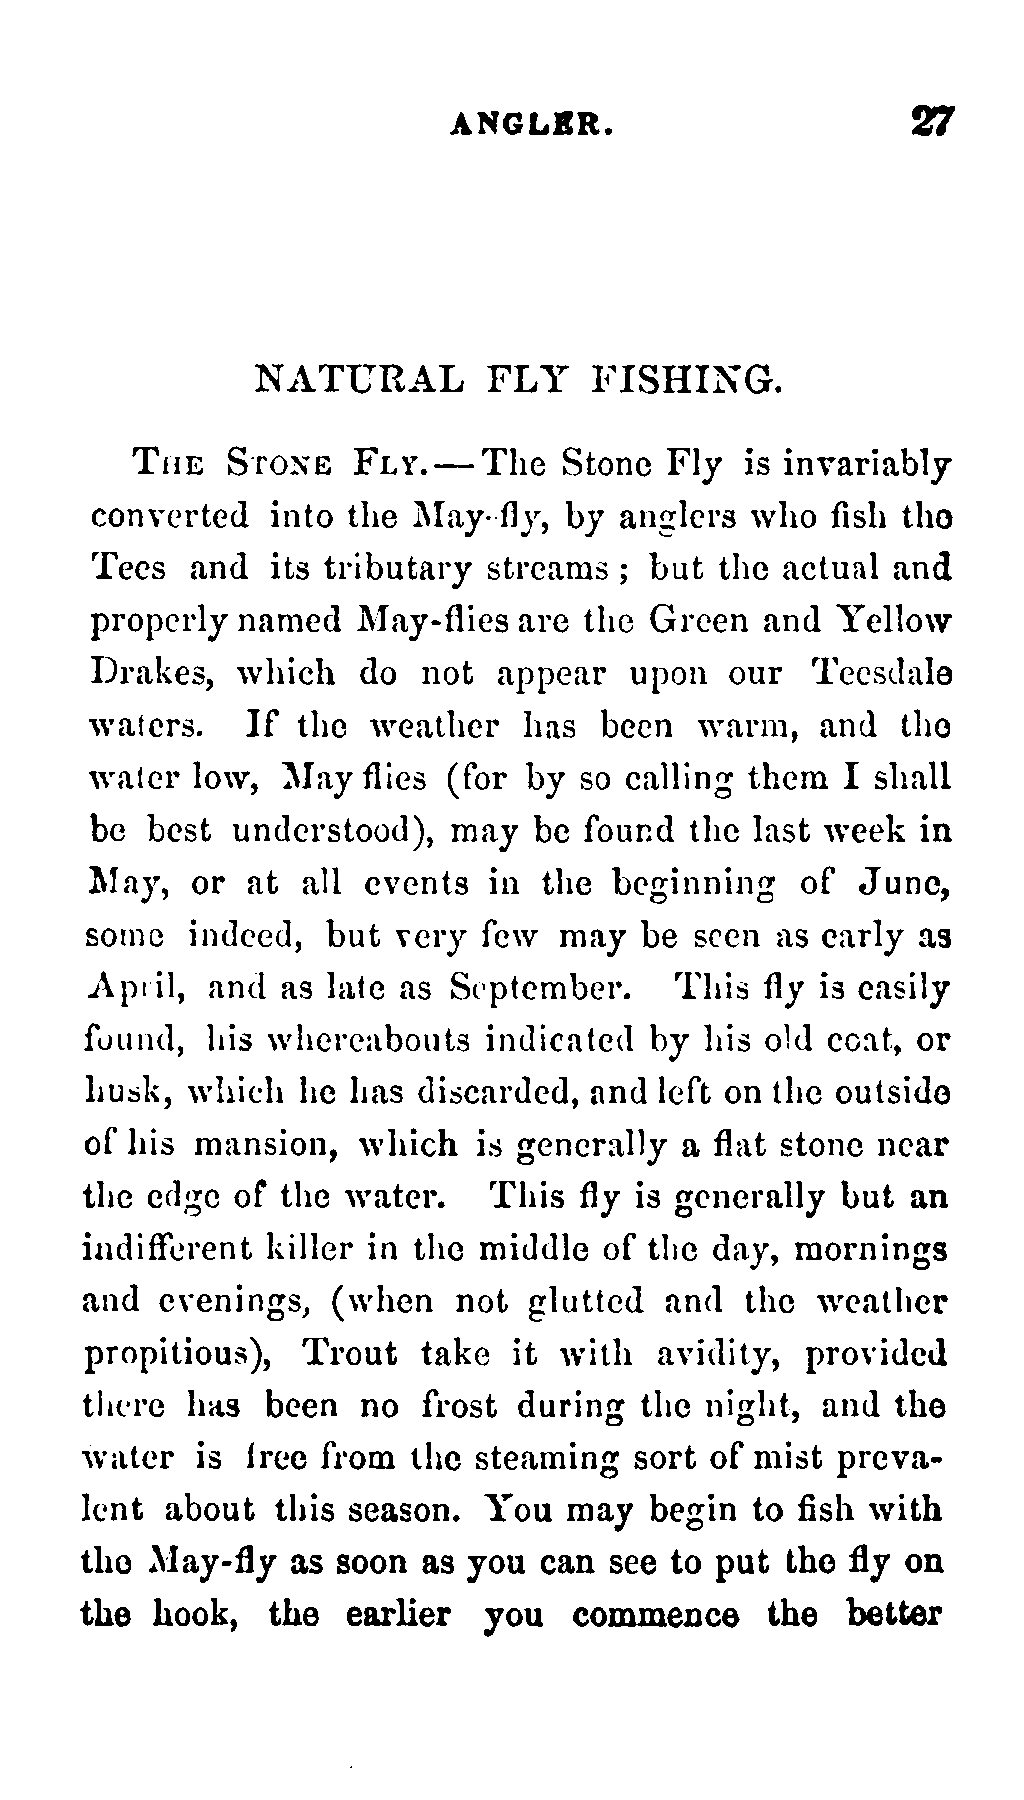 ANGLER. 27
NATURAL FLY FISHING.
THE STONE FLY.—The Stone Fly is invariably
converted into the May-fly, by anglers who fish the
Tees and its tributary streams; but the actual and
properly named May-flies are the Green and Yellow
Drakes, which do not appear upon our Teesdale
waters. If the weather has been warm, and the
water low, May flies (for by so calling them I shall
be best understood), may be found the last week in
May, or at all events in the beginning of June,
some indeed, but very few may be seen as early as
April, and as late as September. This fly is easily
found, his whereabouts indicated by his old coat, or
husk, which he has discarded, and left on the outside
of his mansion, which is generally a flat stone near
the edge of the water. This fly is generally but an
indifferent killer in the middle of the day, mornings
and evenings, (when not glutted and the weather
propitious), Trout take it with avidity, provided
there has been no frost during the night, and the
water is free from the steaming sort of mist preva-
lent about this season. You may begin to fish with
the May-fly as soon as you can see to put the fly on
the hook, the earlier you commence the better